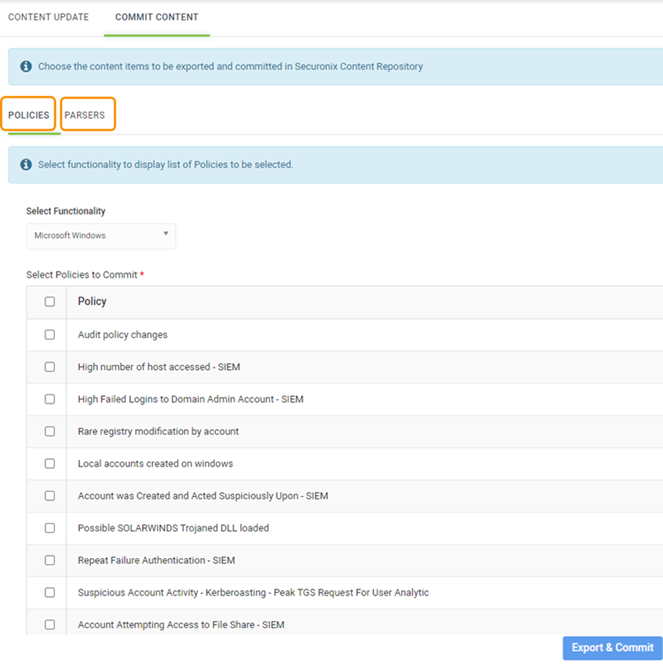 CONTENT UPDATE COMMIT CONTENT
Choose the content items to be exported and committed in Securonix Content Repository
POLICIES PARSERS
Select functionality to display list of Policies to be selected.
Select Functionality
Microsoft Windows
Select Policies to Commit *
Policy
Audit policy changes
High number of host accessed - SIEM
High Failed Logins to Domain Admin Account - SIEM
Rare registry modification by account
Local accounts created on windows
Account was Created and Acted Suspiciously Upon - SIEM
Possible SOLARWINDS Trojaned DLL loaded
Repeat Failure Authentication - SIEM
Suspicious Account Activity - Kerberoasting - Peak TGS Request For User Analytic
Account Attempting Access to File Share - SIEM
Export & Commit